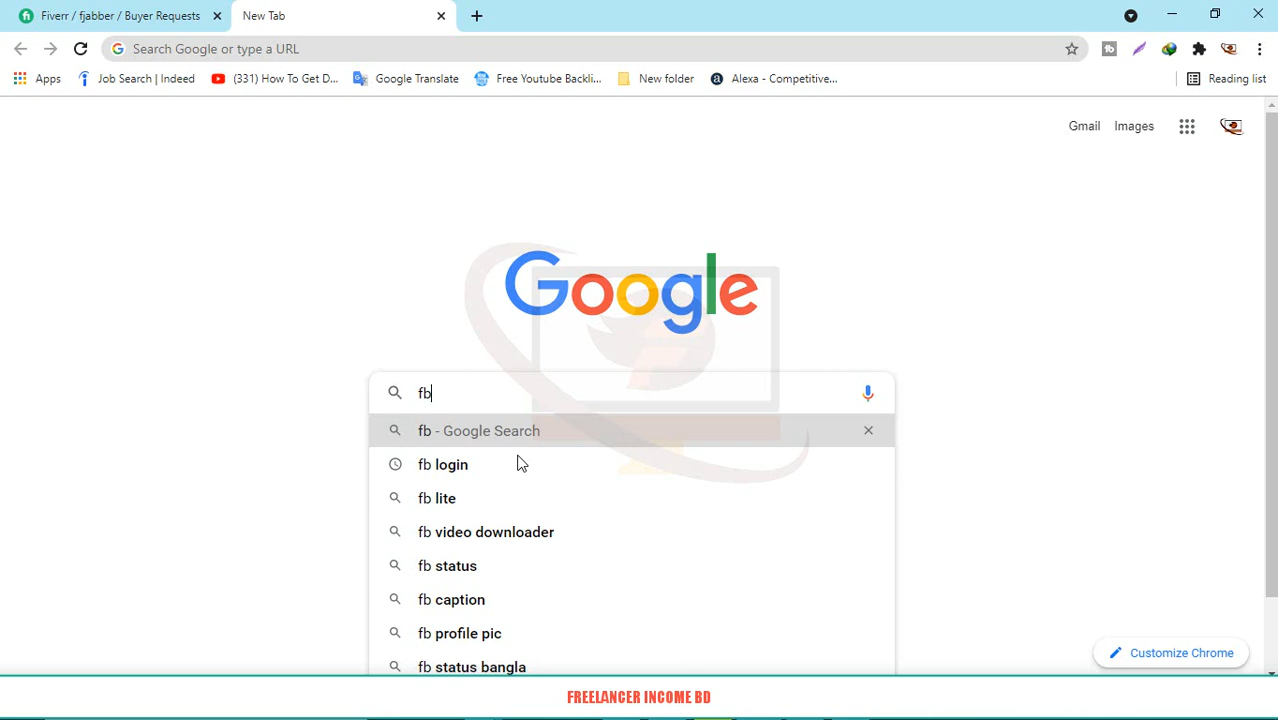 Fiverr / fjabber / Buyer Requests
New Tab
Search Google or type a URL
Apps
Job Search | Indeed
(331) How To Get D...
Google Translate
Free Youtube Backli...
New folder
Alexa - Competitive...
Reading list
Gmail
Images
Google
fb
fb - Google Search
fb login
fb lite
fb video downloader
fb status
fb caption
fb profile pic
fb status bangla
Customize Chrome
FREELANCER INCOME BD